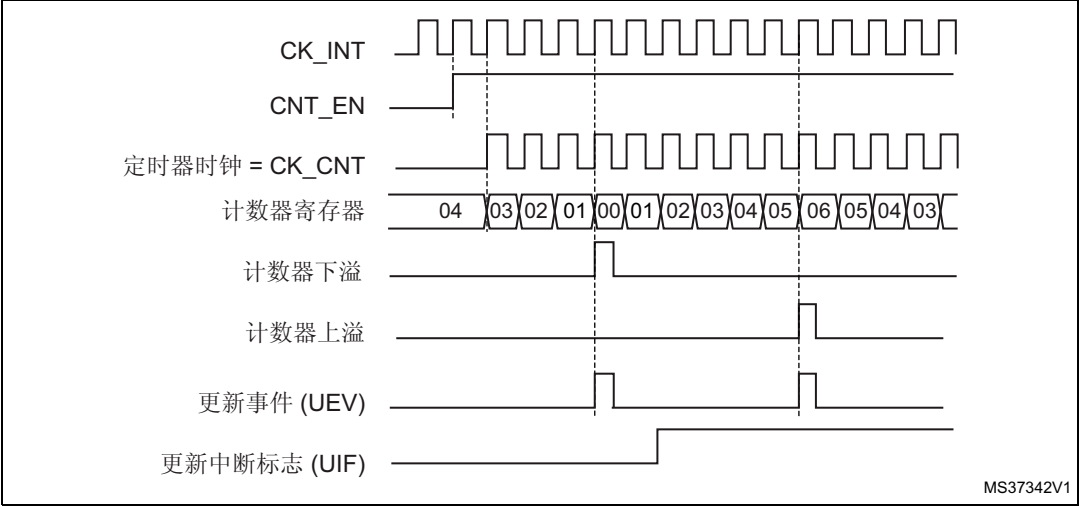 CK_INT
CNT_EN
定时器时钟 = CK_CNT
计数器寄存器 04 03 02 01 00 01 02 03 04 05 06 05 04 03
计数器下溢
计数器上溢
更新事件 (UEV)
更新中断标志 (UIF)
MS37342V1